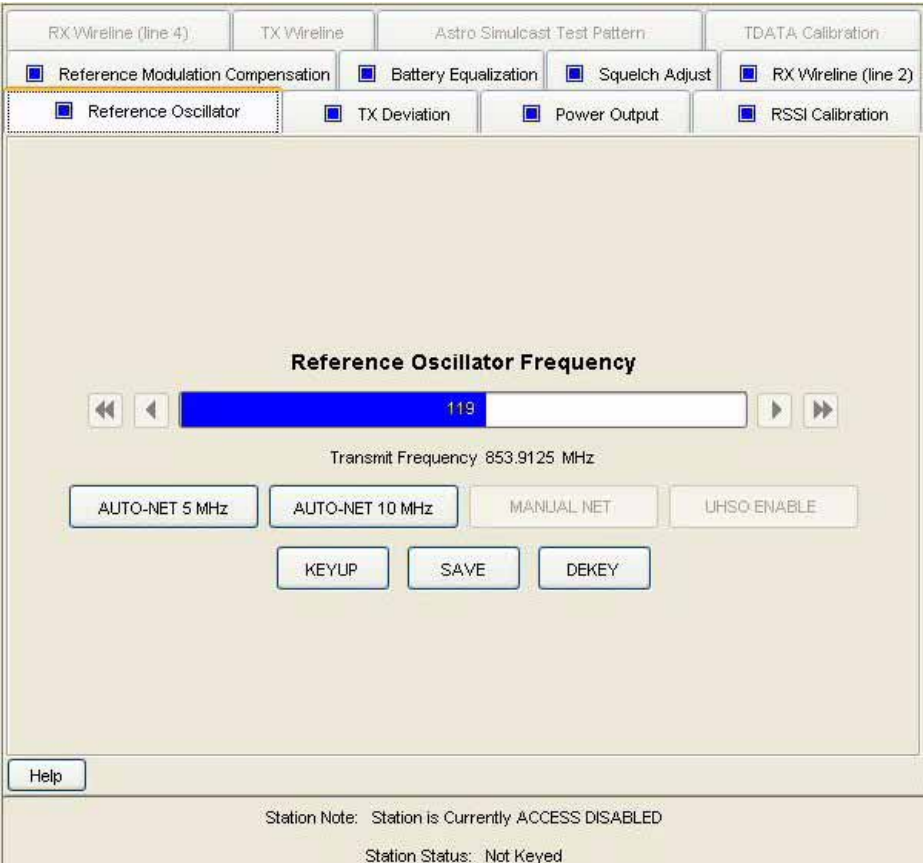 RX Wireline (line 4) TX Wireline Astro Simulcast Test Pattern TDATA Calibration
Reference Modulation Compensation Battery Equalization Squelch Adjust RX Wireline (line 2)
Reference Oscillator TX Deviation Power Output RSSI Calibration
Reference Oscillator Frequency
119
Transmit Frequency 853.9125 MHz
AUTO-NET 5 MHz AUTO-NET 10 MHz MANUAL NET UHSO ENABLE
KEYUP SAVE DEKEY
Help
Station Note: Station is Currently ACCESS DISABLED
Station Status: Not Keyed